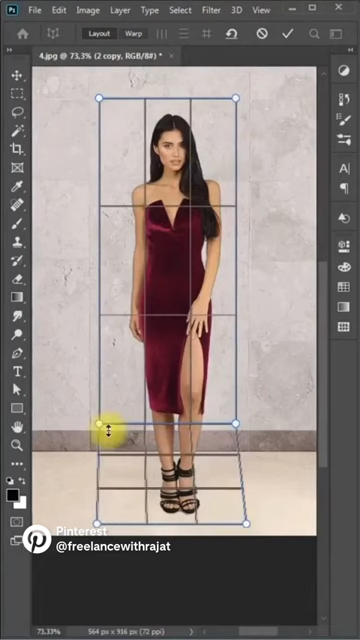 Ps
File
Edit
Image
Layer
Type
Select
Filter
3D
View
Layout
Warp
4.jpg @ 73,3% (2 copy, RGB/8#) *
Pinterest
@freelancewithrajat
73,33%
564 px x 916 px (72 ppi)